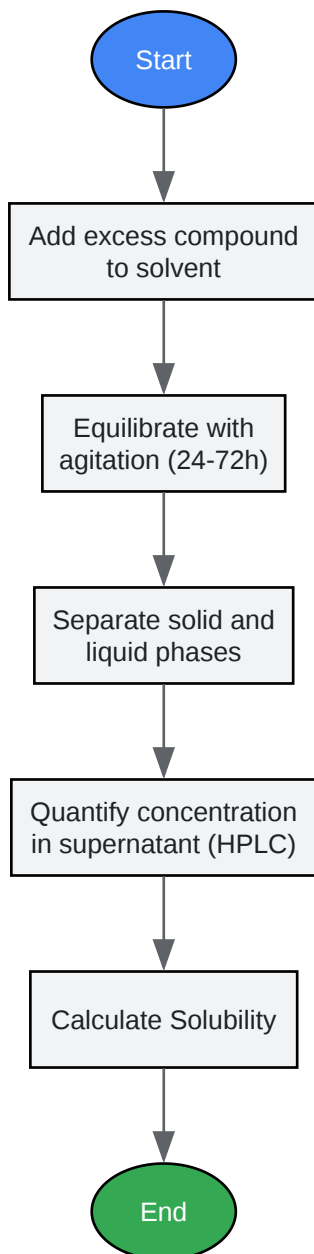 Start
Add excess compound
to solvent
Equilibrate with
agitation (24-72h)
Separate solid and
liquid phases
Quantify concentration
in supernatant (HPLC)
Calculate Solubility
End